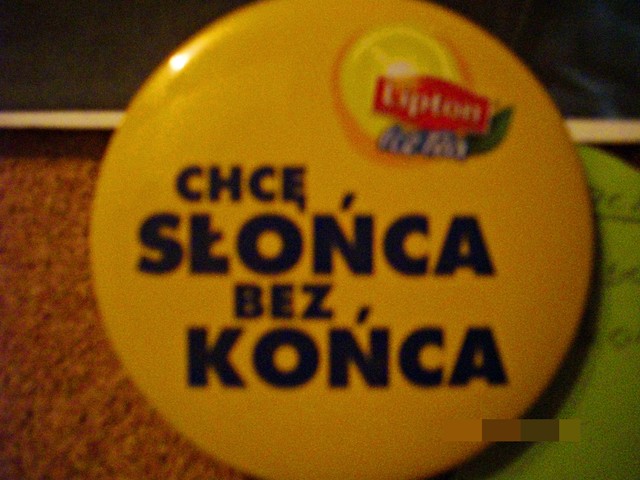 Lipton
Ice Tea
CHCĘ
SŁOŃCA
BEZ
KOŃCA